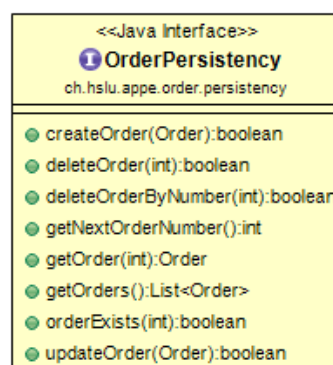 <<Java Interface>>
I OrderPersistency
ch.hslu.appe.order.persistency
createOrder(Order):boolean
deleteOrder(int):boolean
deleteOrderByNumber(int):boolean
getNextOrderNumber():int
getOrder(int):Order
getOrders():List<Order>
orderExists(int):boolean
updateOrder(Order):boolean